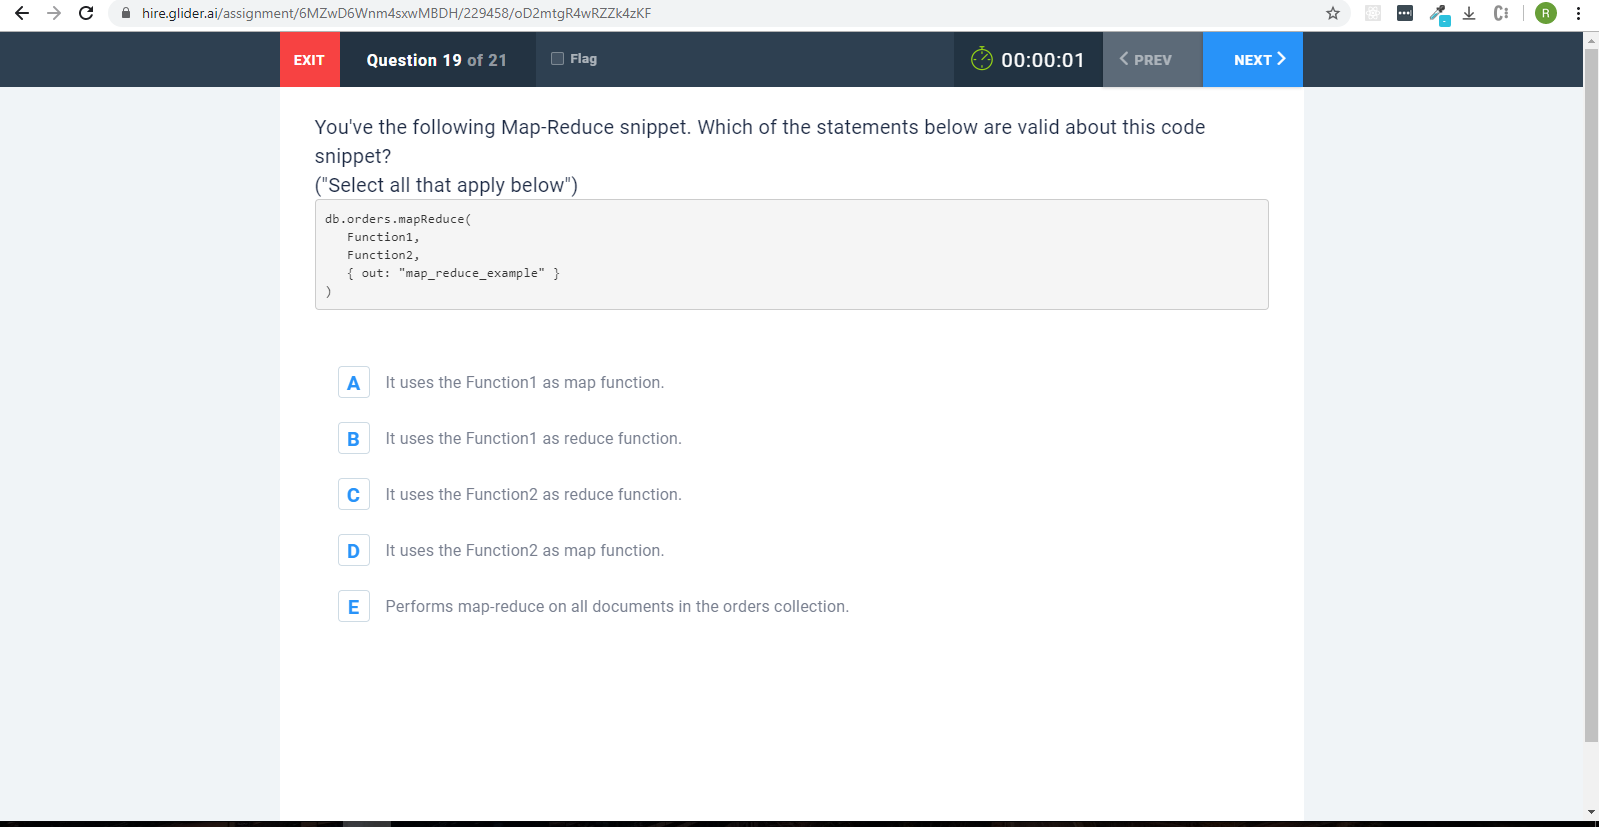 hire.glider.ai/assignment/6MZwD6Wnm4sxwMBDH/229458/oD2mtgR4wRZZk4zKF
R
EXIT
Question 19 of 21
Flag
00:00:01
PREV
NEXT
You've the following Map-Reduce snippet. Which of the statements below are valid about this code
snippet?
("Select all that apply below")
db.orders.mapReduce(
Function1,
Function2,
{ out: "map_reduce_example" }
)
A It uses the Function1 as map function.
B It uses the Function1 as reduce function.
C It uses the Function2 as reduce function.
D It uses the Function2 as map function.
E Performs map-reduce on all documents in the orders collection.